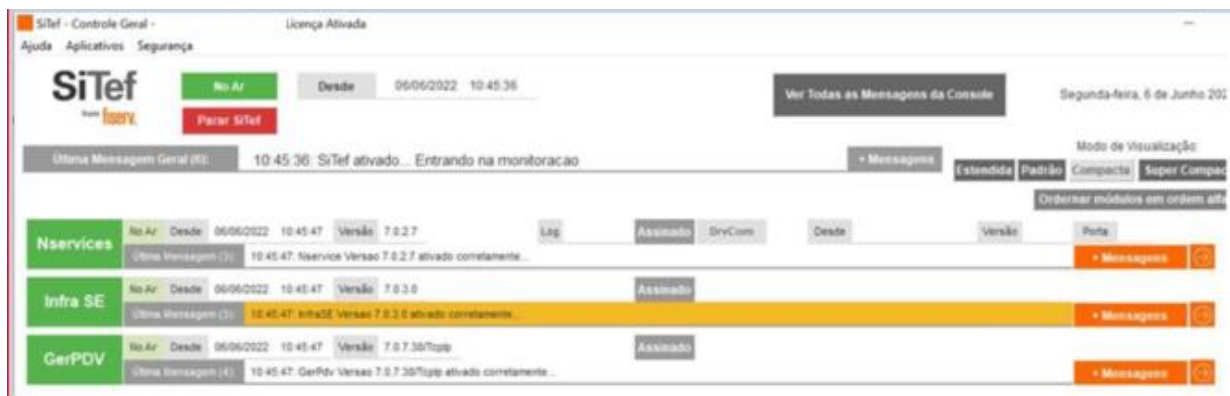 SiTef - Controle Geral - Licença Ativada
Ajuda Aplicativos Segurança
SiTef
from fiserv.
No Ar Desde 06/06/2022 10:45:36
Ver Todas as Mensagens da Console
Segunda-feira, 6 de Junho 202
Parar SiTef
Última Mensagem Geral (6): 10:45:36: SiTef ativado... Entrando na monitoracao + Mensagens
Modo de Visualização:
Estendida Padrão Compacta Super Compac
Ordernar módulos em ordem alfa
Nservices
No Ar Desde 06/06/2022 10:45:47 Versão 7.0.2.7 Log Assinado DrvCom Desde Versão Porta
Última Mensagem (3): 10:45:47: Nservice Versao 7.0.2.7 ativado corretamente... + Mensagens
Infra SE
No Ar Desde 06/06/2022 10:45:47 Versão 7.0.3.0 Assinado
Última Mensagem (3): 10:45:47: InfraSE Versao 7.0.3.0 ativado corretamente... + Mensagens
GerPDV
No Ar Desde 06/06/2022 10:45:47 Versão 7.0.7.38/Tcpip Assinado
Última Mensagem (4): 10:45:47: GerPdv Versao 7.0.7.38/Tcpip ativado corretamente... + Mensagens